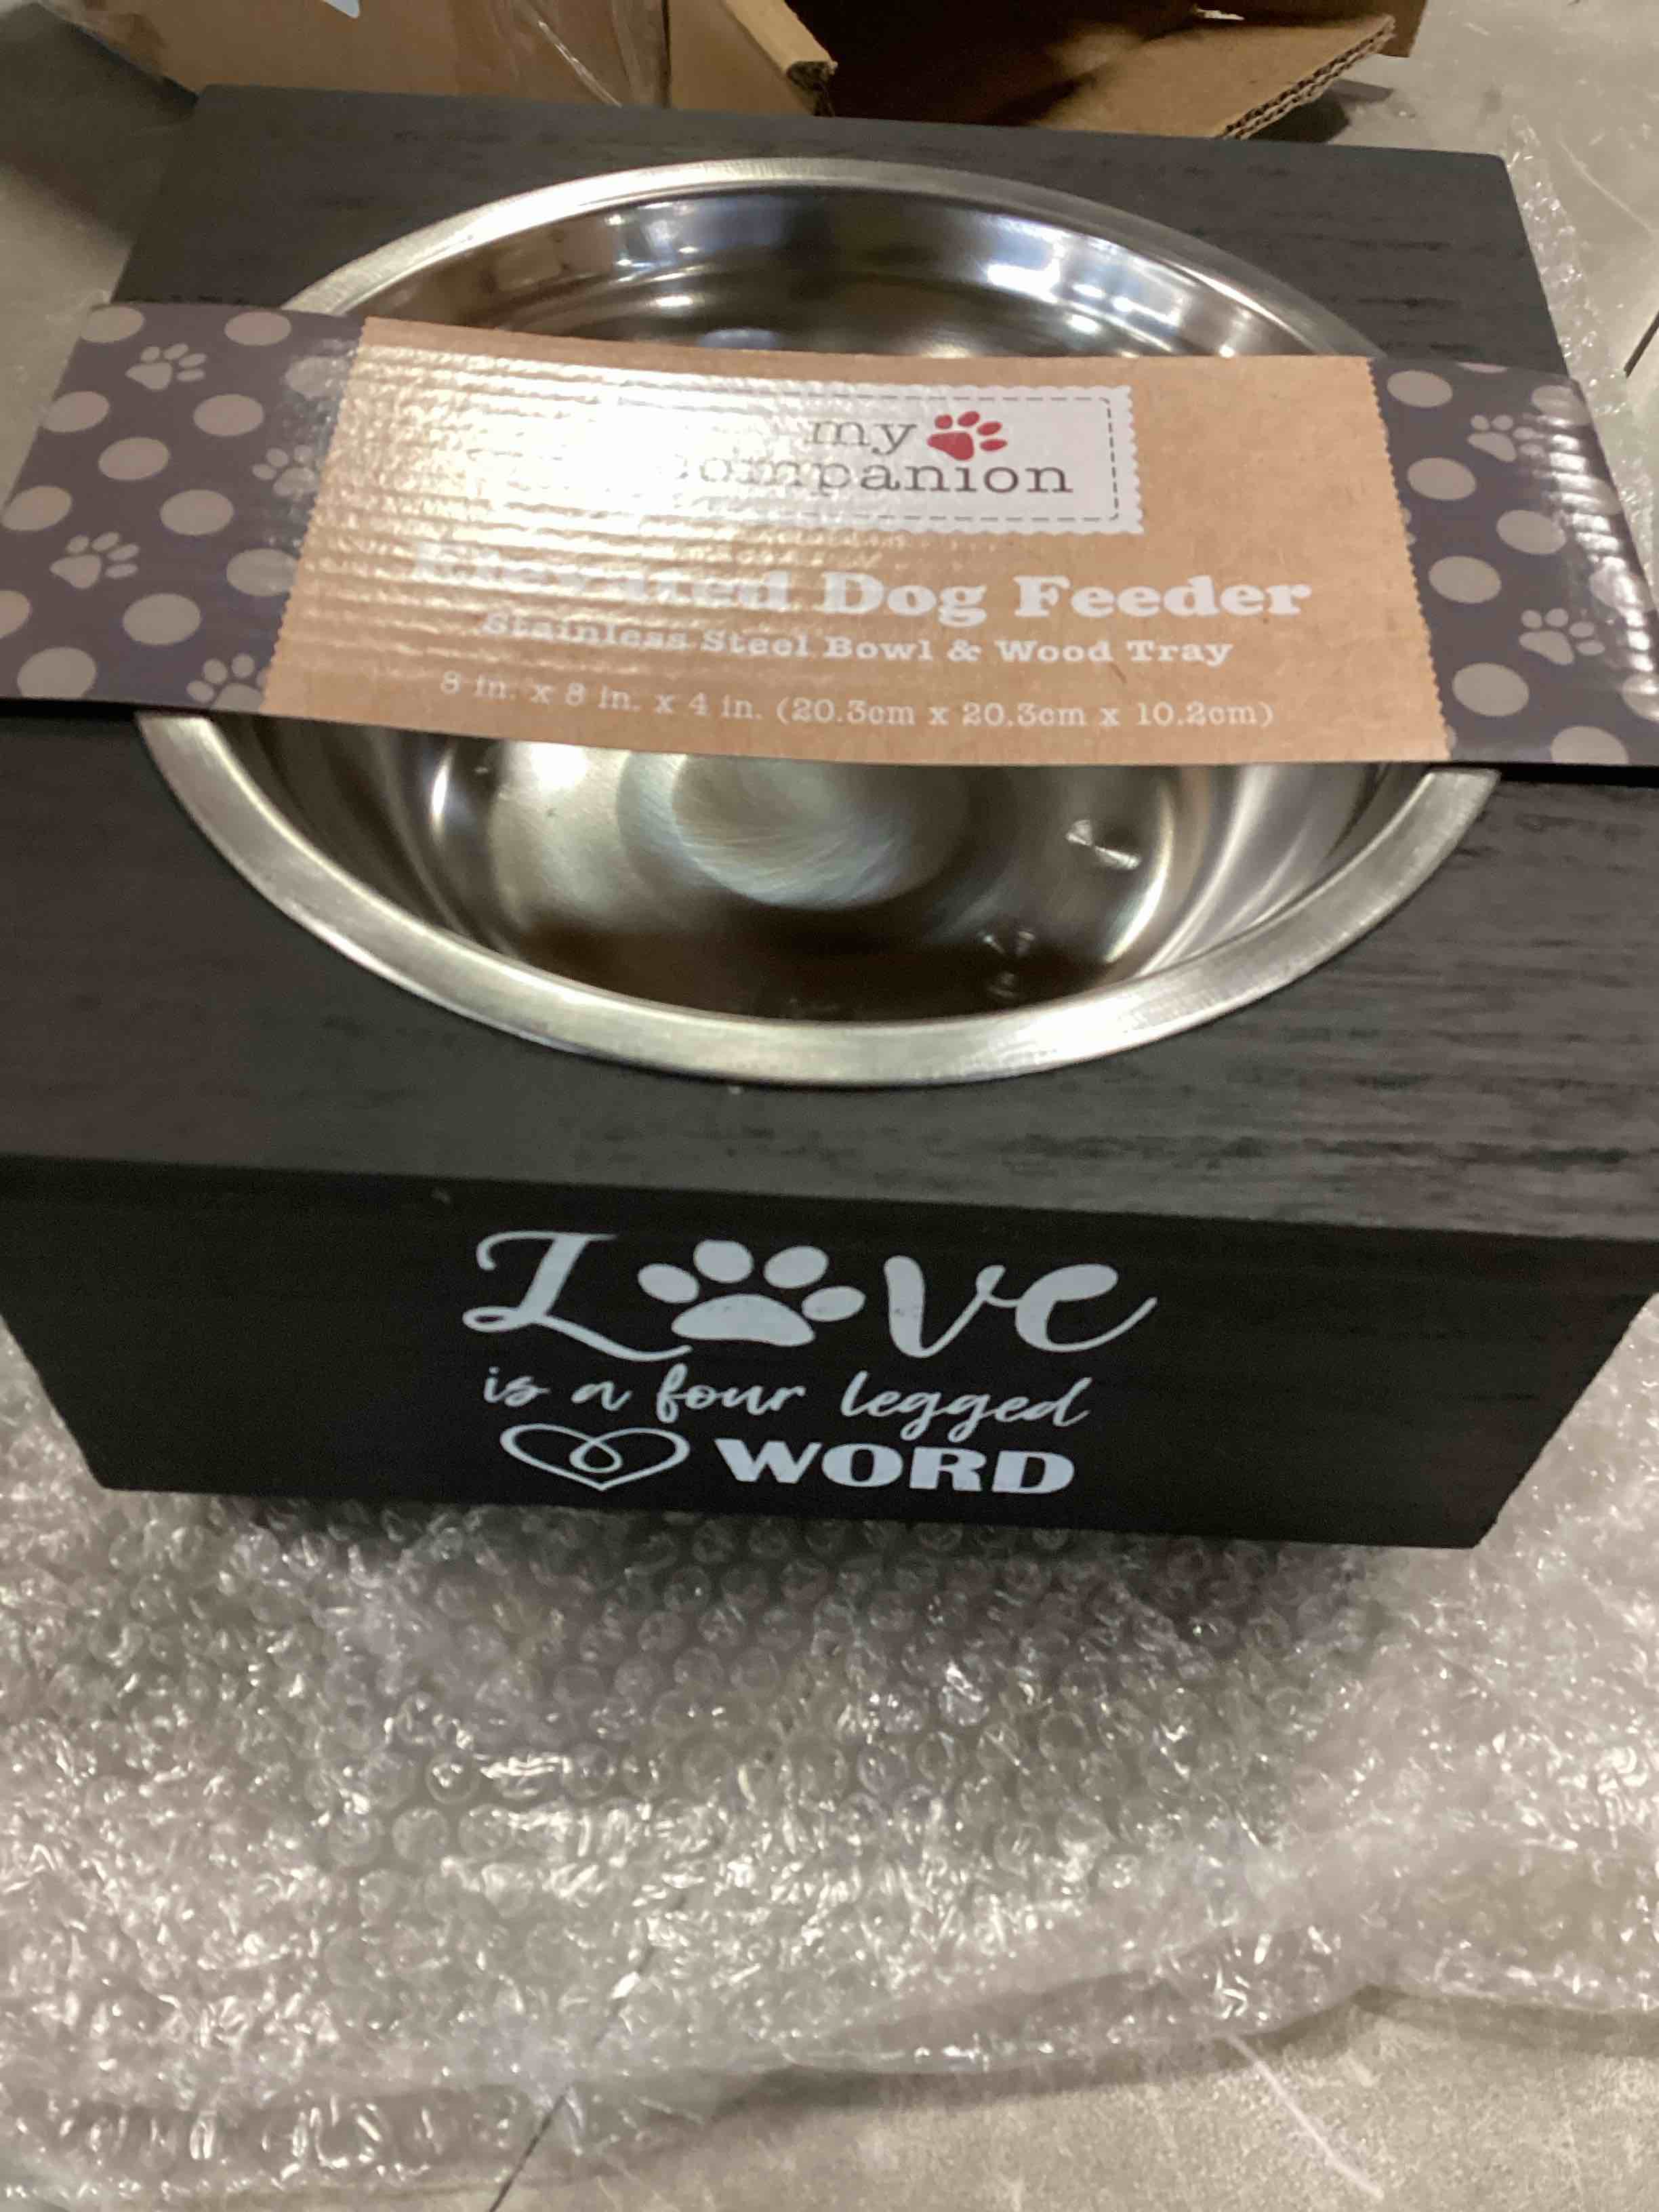 my
companion
Elevated Dog Feeder
Stainless Steel Bowl & Wood Tray
8 in. x 8 in. x 4 in. (20.3cm x 20.3cm x 10.2cm)
Love
is a four legged
WORD